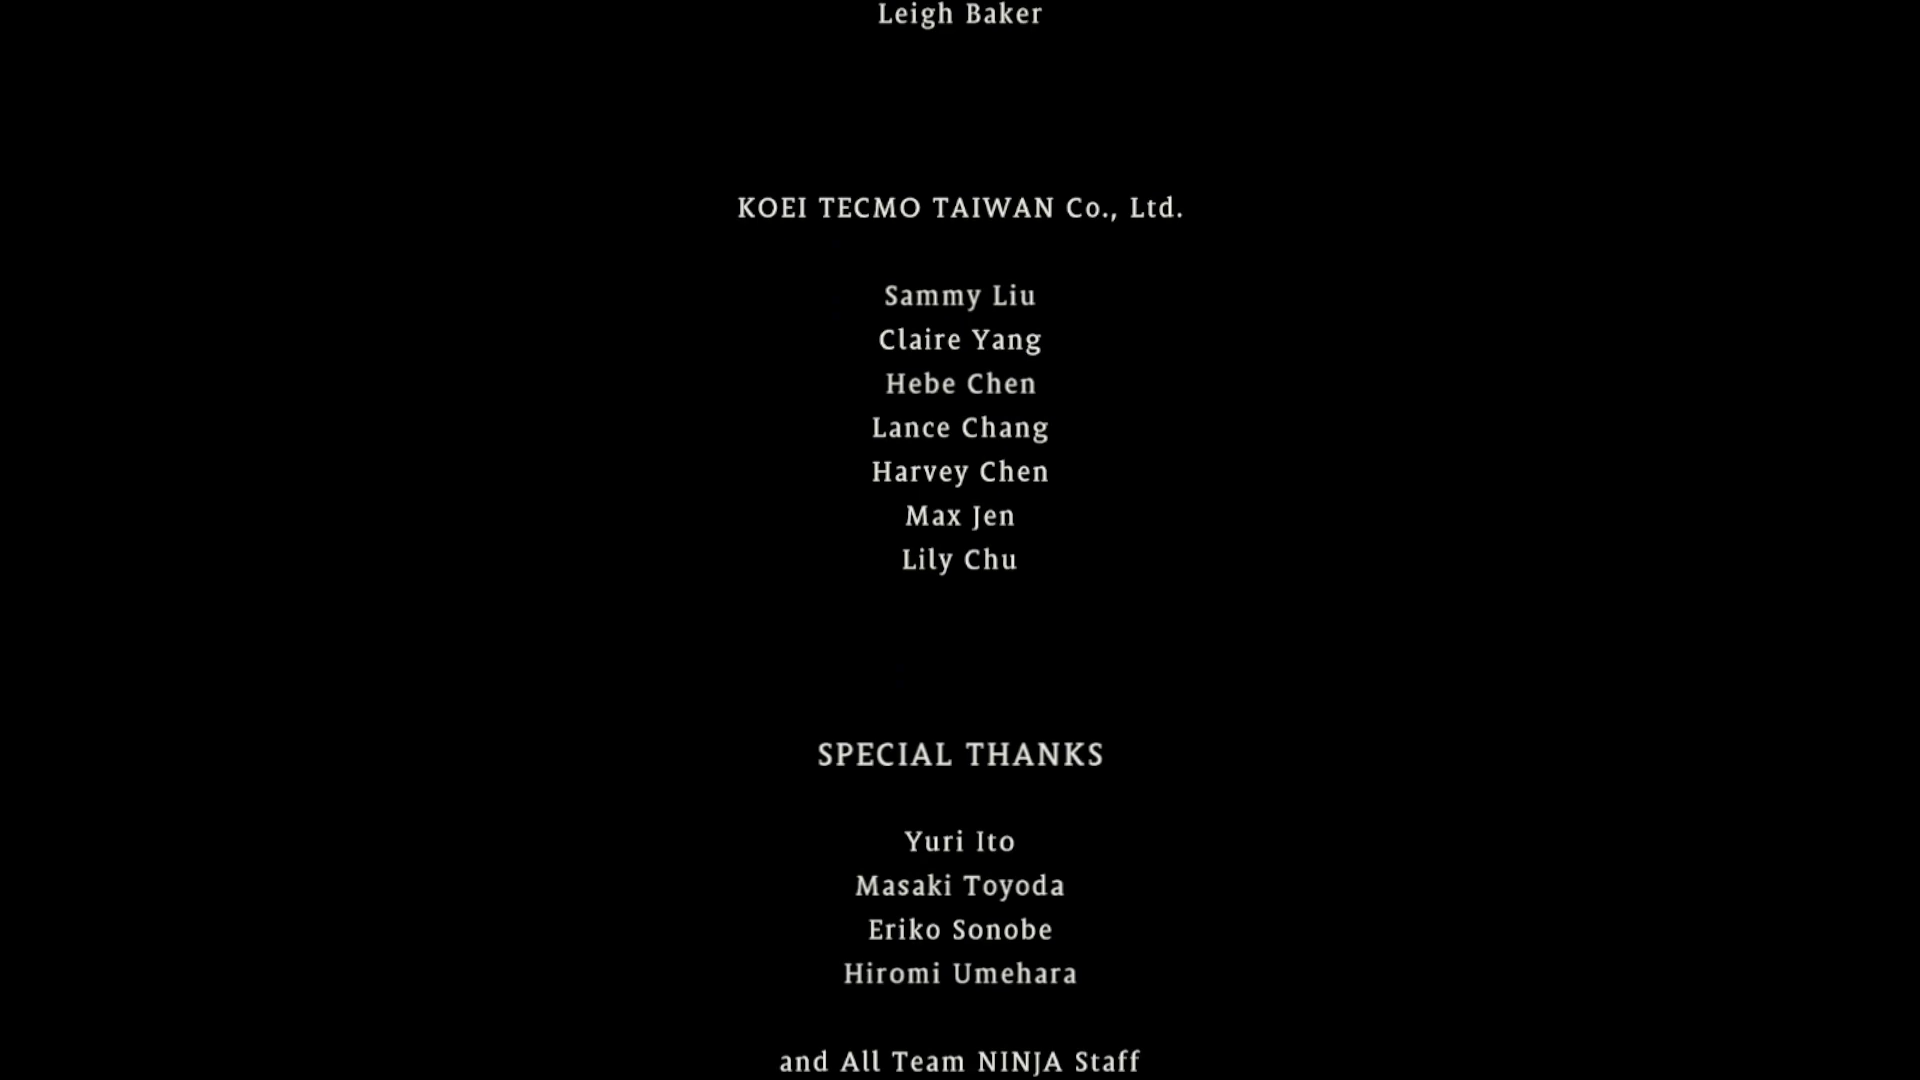 Leigh Baker
KOEI TECMO TAIWAN Co., Ltd.
Sammy Liu
Claire Yang
Hebe Chen
Lance Chang
Harvey Chen
Max Jen
Lily Chu
SPECIAL THANKS
Yuri Ito
Masaki Toyoda
Eriko Sonobe
Hiromi Umehara
and All Team NINJA Staff